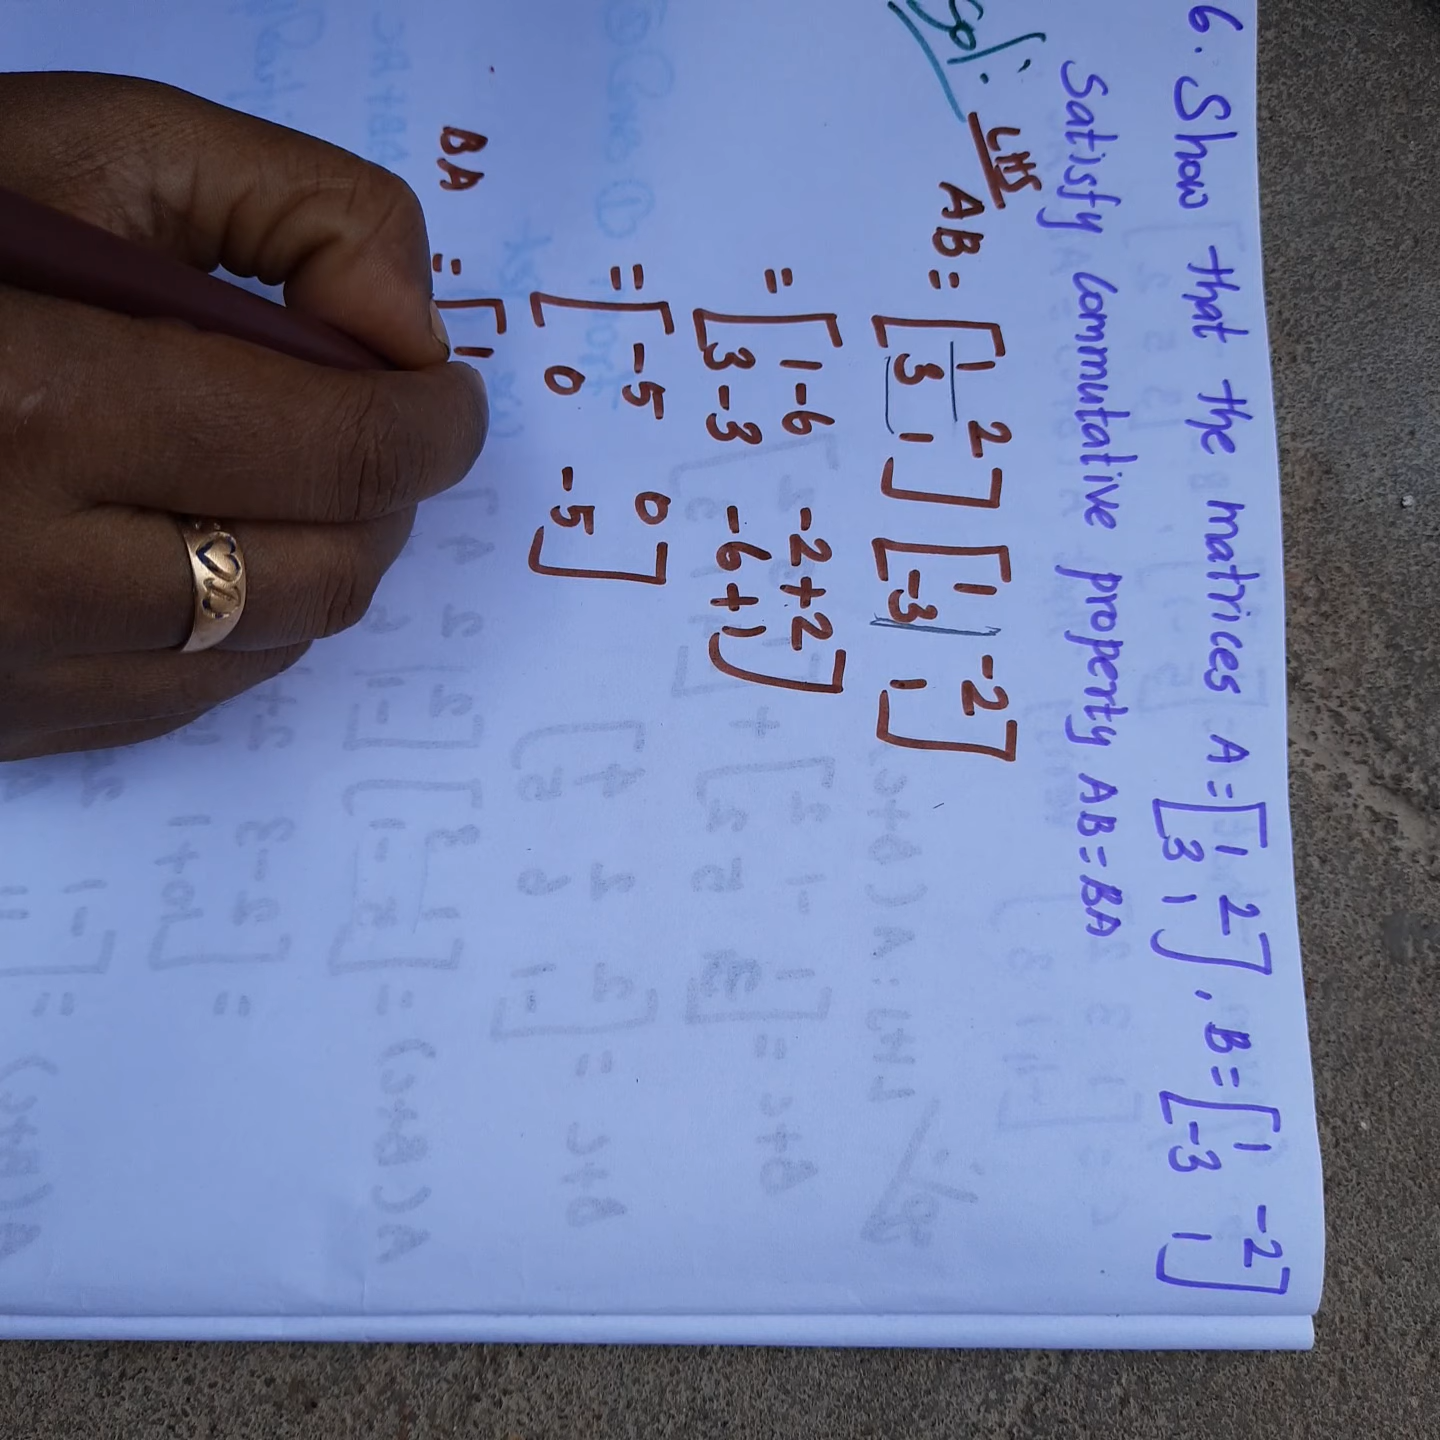 6. Show that the matrices A = [1 2 , B = [1 -2
3 1] -3 1]
Satisfy commutative property AB = BA
Sol: LHS
AB = [1 2 [1 -2
3 1] -3 1]
= [1-6 -2+2
3-3 -6+1]
= [-5 0
0 -5]
BA = [1